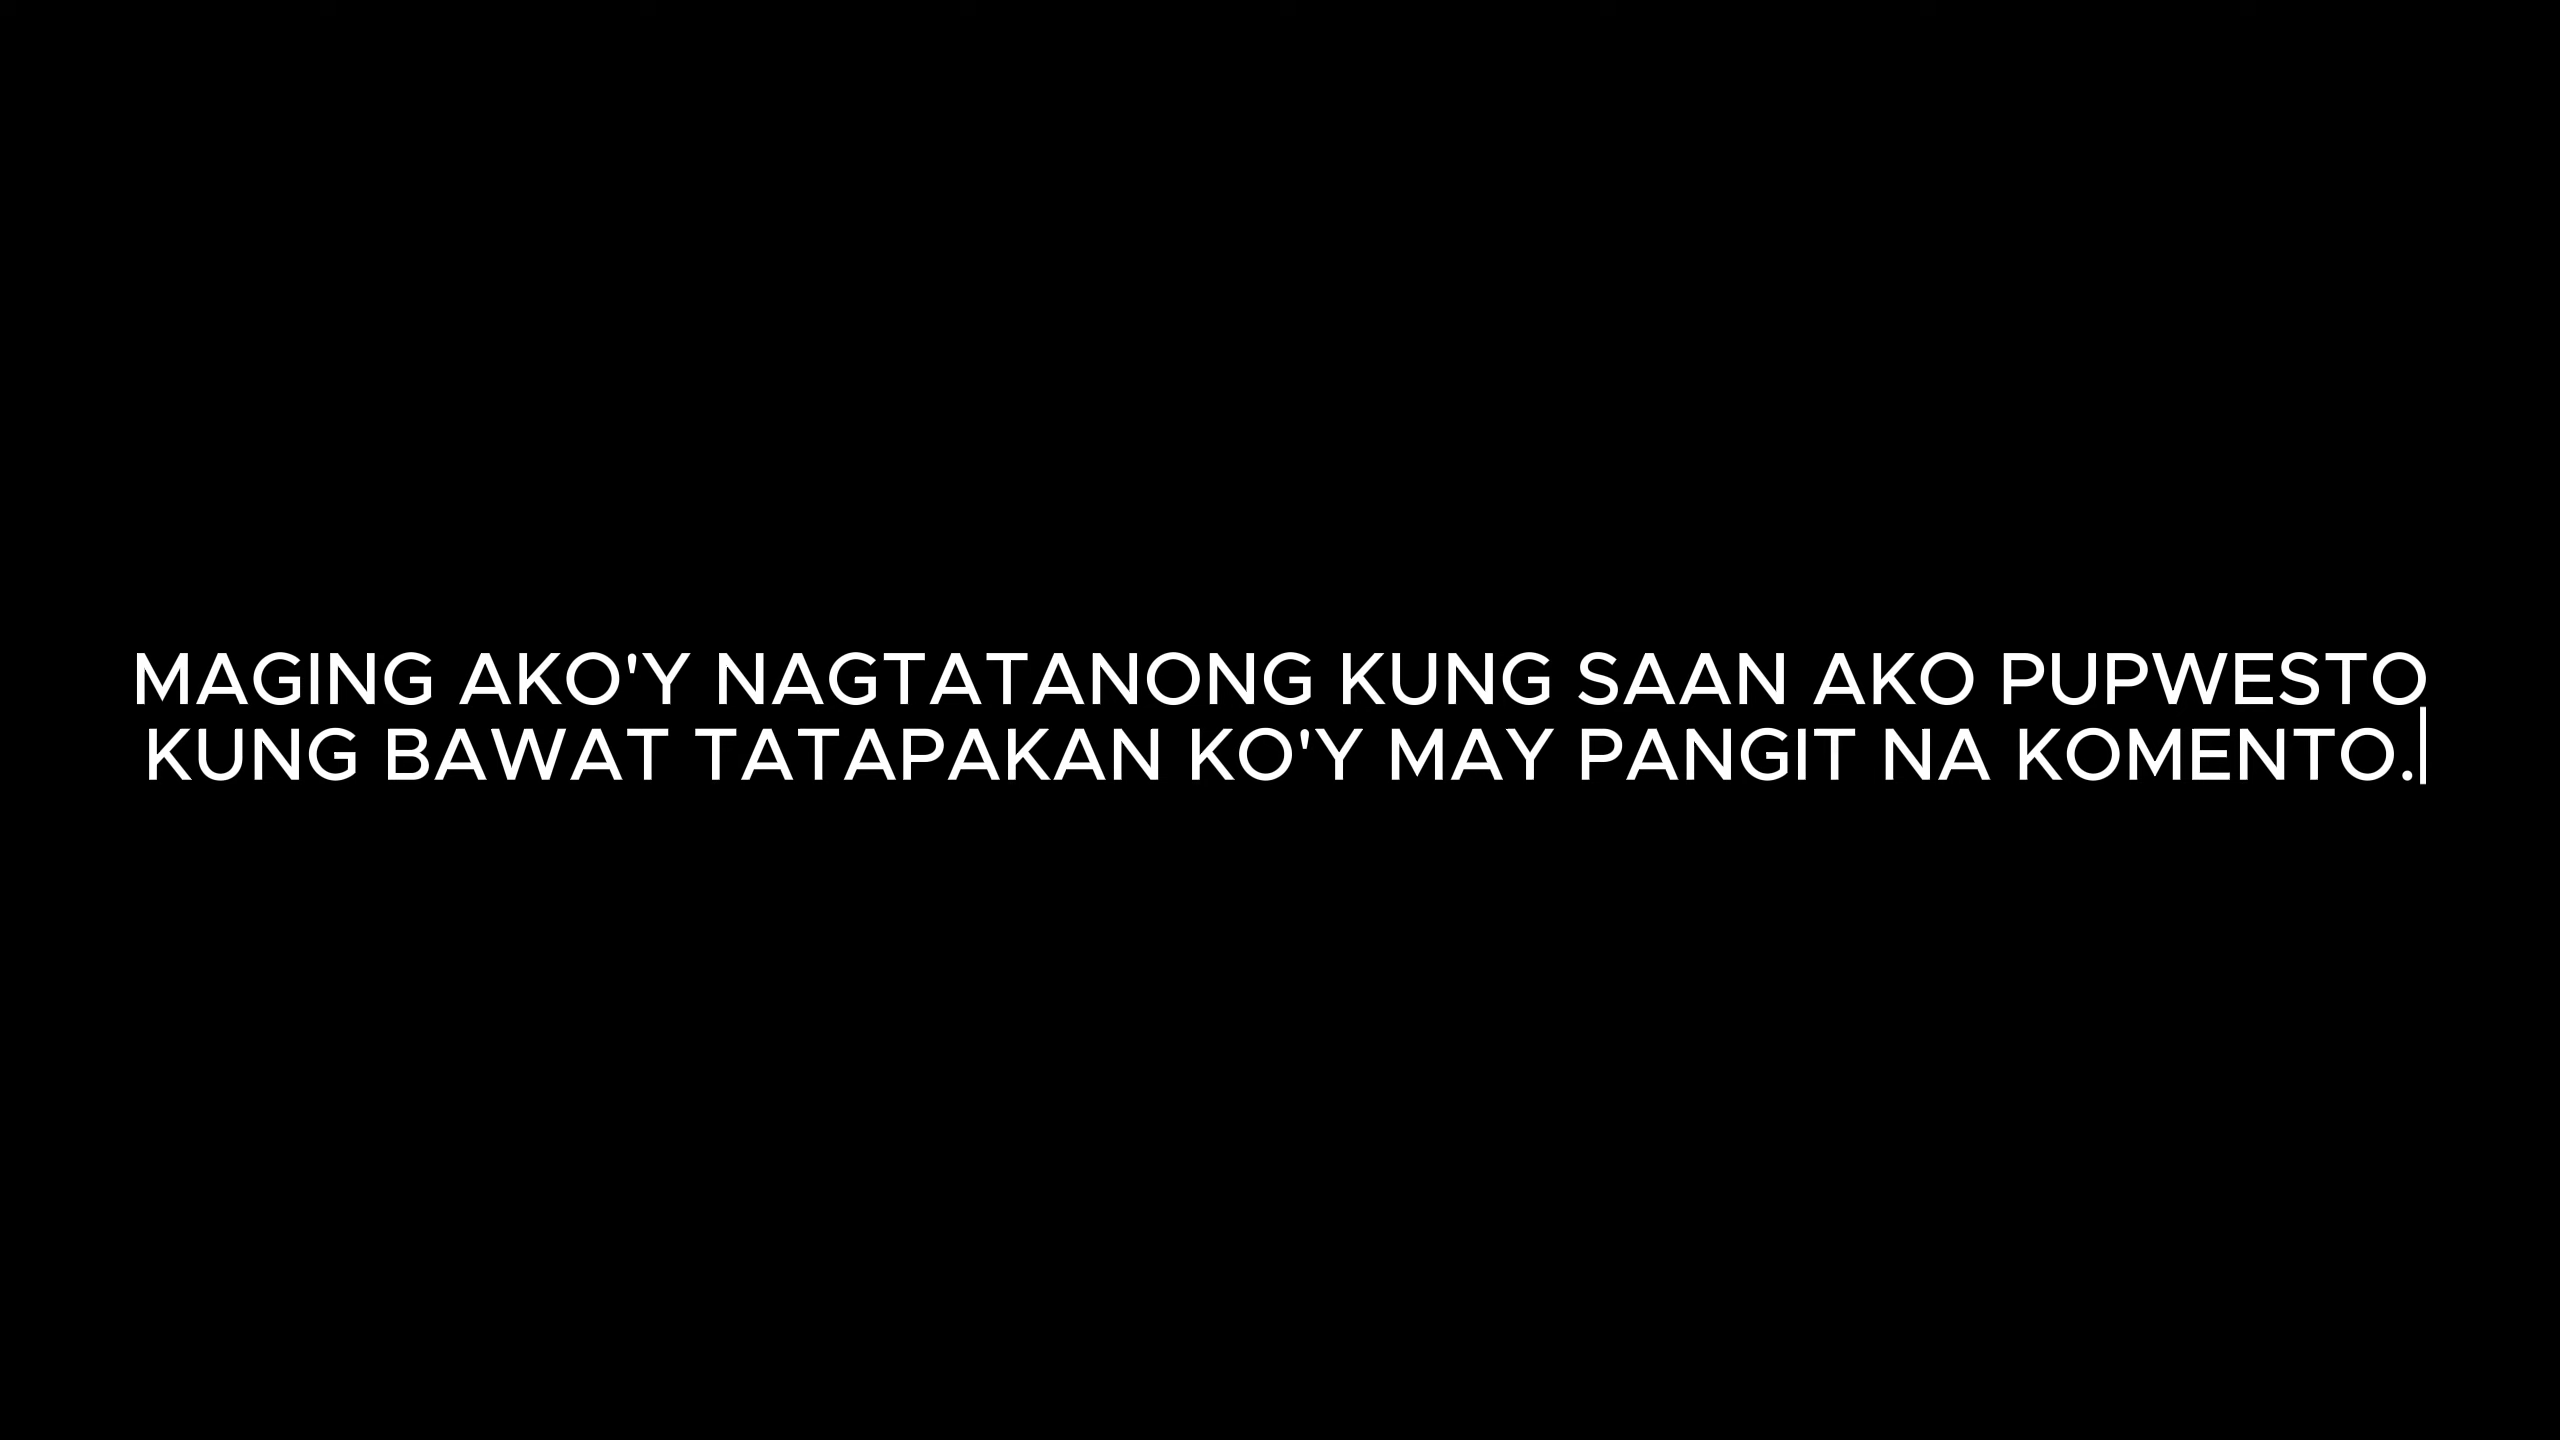 MAGING AKO'Y NAGTATANONG KUNG SAAN AKO PUPWESTO
KUNG BAWAT TATAPAKAN KO'Y MAY PANGIT NA KOMENTO.